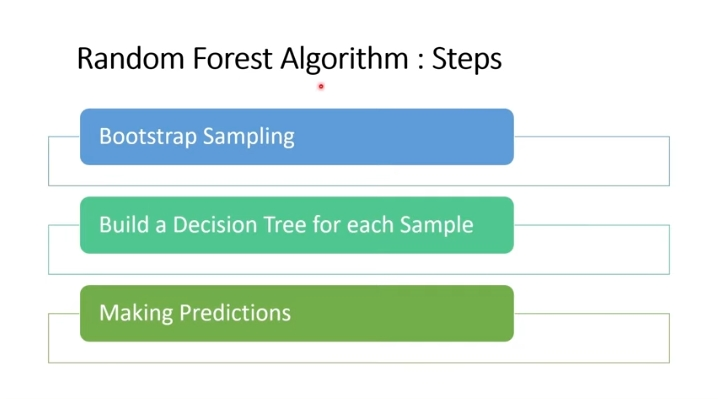 Random Forest Algorithm : Steps
Bootstrap Sampling
Build a Decision Tree for each Sample
Making Predictions